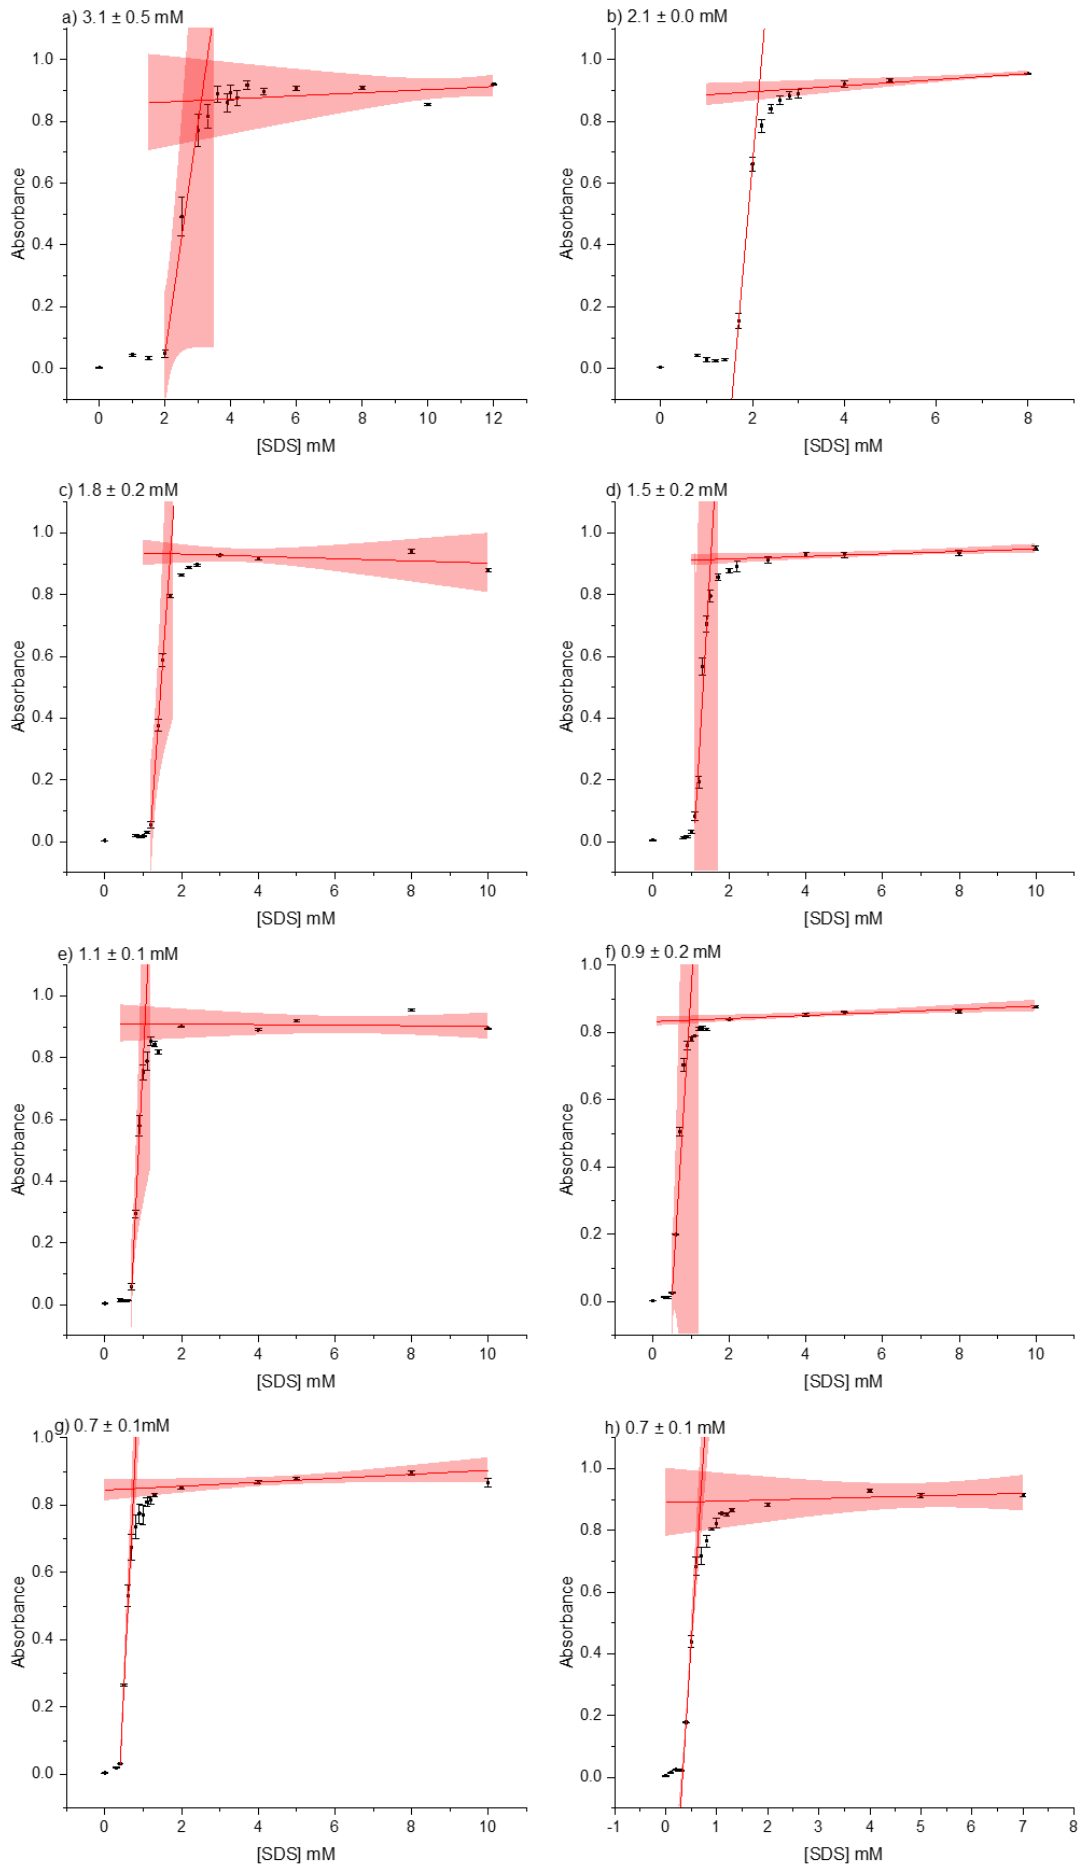 a) 3.1 ± 0.5 mM
1.0
0.8
0.6
0.4
0.2
0.0
Absorbance
0 2 4 6 8 10 12
[SDS] mM
b) 2.1 ± 0.0 mM
1.0
0.8
0.6
0.4
0.2
0.0
Absorbance
0 2 4 6 8
[SDS] mM
c) 1.8 ± 0.2 mM
1.0
0.8
0.6
0.4
0.2
0.0
Absorbance
0 2 4 6 8 10
[SDS] mM
d) 1.5 ± 0.2 mM
1.0
0.8
0.6
0.4
0.2
0.0
Absorbance
0 2 4 6 8 10
[SDS] mM
e) 1.1 ± 0.1 mM
1.0
0.8
0.6
0.4
0.2
0.0
Absorbance
0 2 4 6 8 10
[SDS] mM
f) 0.9 ± 0.2 mM
1.0
0.8
0.6
0.4
0.2
0.0
Absorbance
0 2 4 6 8 10
[SDS] mM
g) 0.7 ± 0.1mM
1.0
0.8
0.6
0.4
0.2
0.0
Absorbance
0 2 4 6 8 10
[SDS] mM
h) 0.7 ± 0.1 mM
1.0
0.8
0.6
0.4
0.2
0.0
Absorbance
-1 0 1 2 3 4 5 6 7 8
[SDS] mM